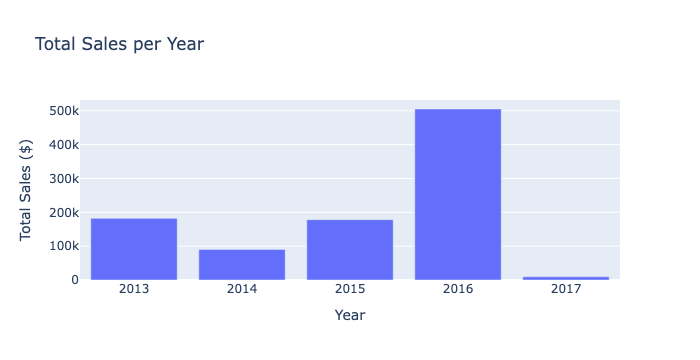 Total Sales per Year
Total Sales ($)
500k
400k
300k
200k
100k
0
2013 2014 2015 2016 2017
Year